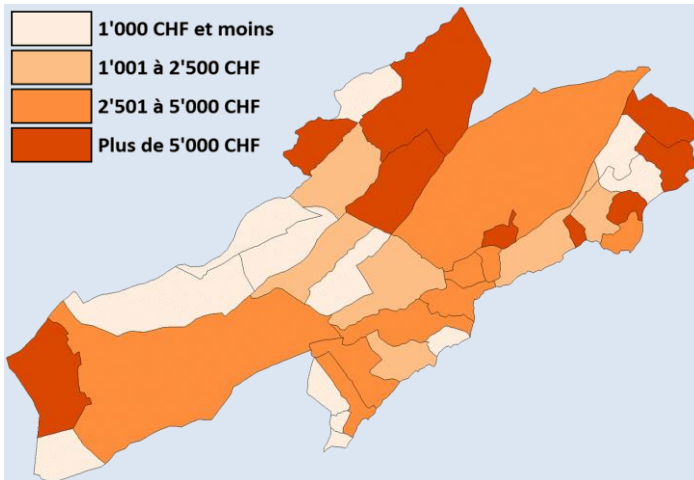 1'000 CHF et moins
1'001 à 2'500 CHF
2'501 à 5'000 CHF
Plus de 5'000 CHF